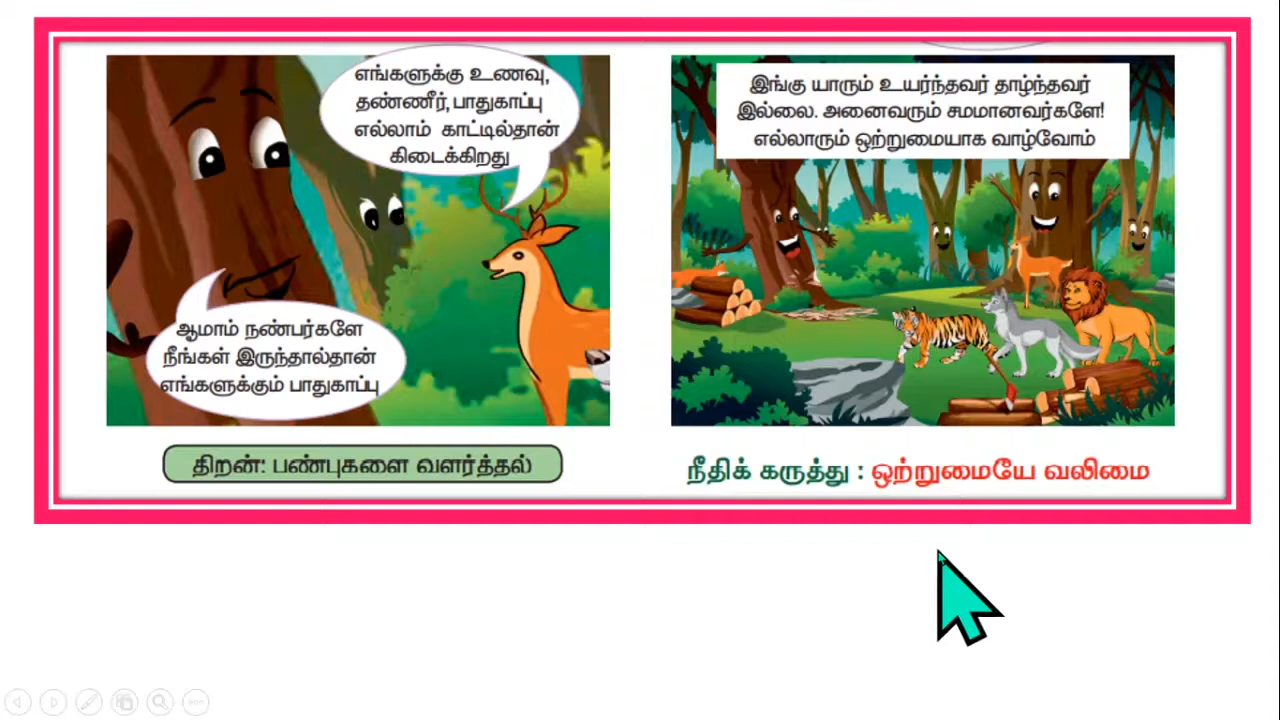 எங்களுக்கு உணவு,
தண்ணீர், பாதுகாப்பு
எல்லாம் காட்டில்தான்
கிடைக்கிறது
ஆமாம் நண்பர்களே
நீங்கள் இருந்தால்தான்
எங்களுக்கும் பாதுகாப்பு
திறன்: பண்புகளை வளர்த்தல்
இங்கு யாரும் உயர்ந்தவர் தாழ்ந்தவர்
இல்லை. அனைவரும் சமமானவர்களே!
எல்லாரும் ஒற்றுமையாக வாழ்வோம்
நீதிக் கருத்து : ஒற்றுமையே வலிமை